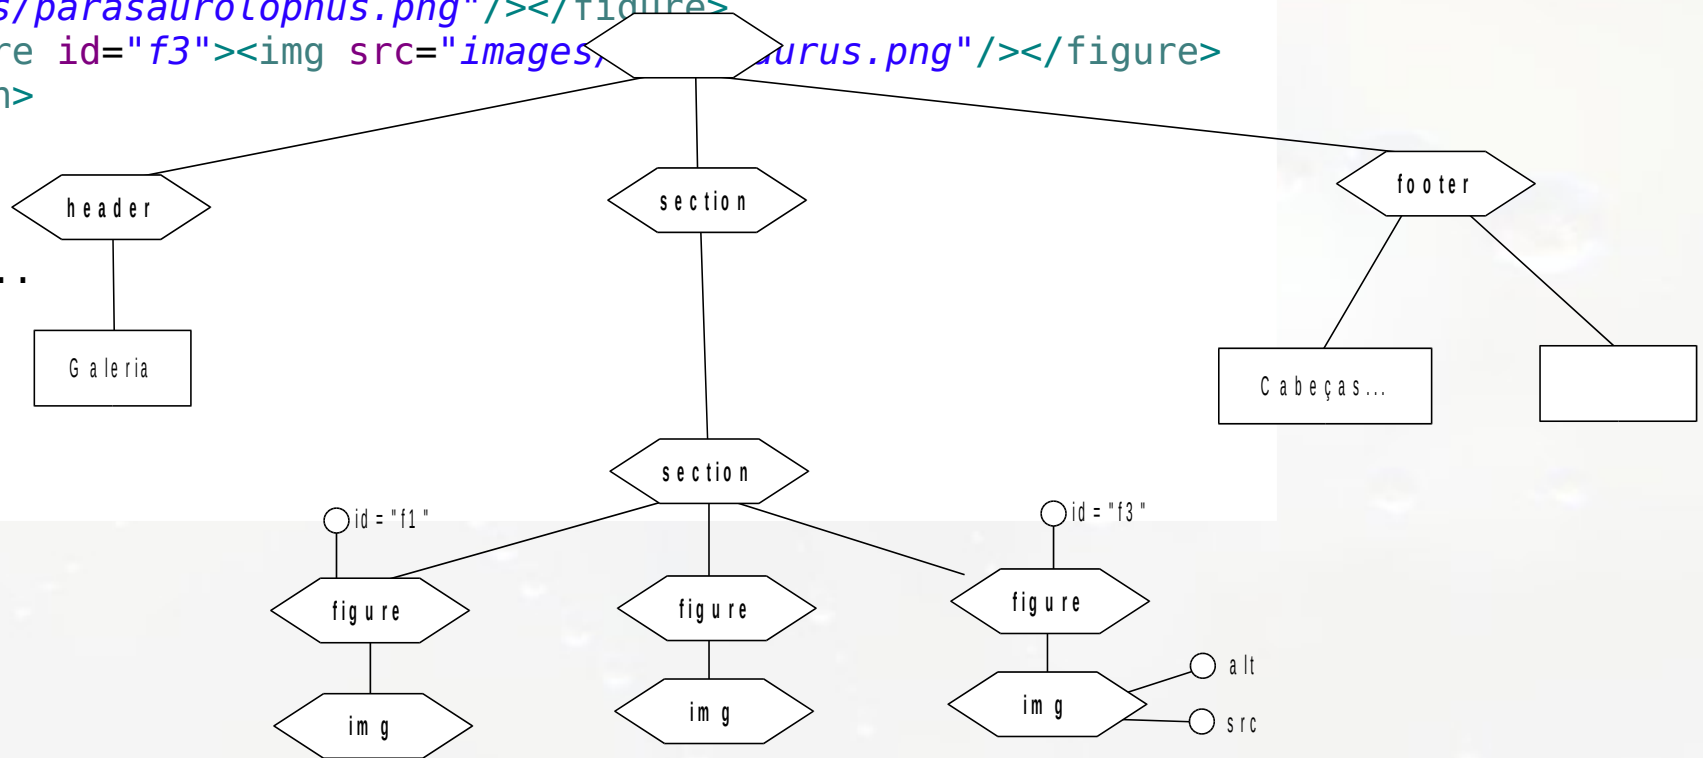 s/parasaurolophus.png"/></figure>
re id="f3"><img src="images/ urus.png"/></figure>
n>
header
section
footer
..
Galeria
Cabeças...
section
id="f1"
id="f3"
figure
figure
figure
alt
img
img
img
src